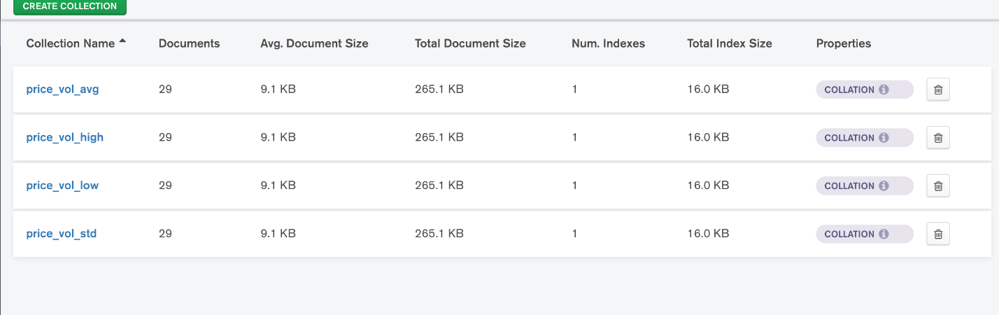 CREATE COLLECTION
Collection Name Documents Avg. Document Size Total Document Size Num. Indexes Total Index Size Properties
price_vol_avg 29 9.1 KB 265.1 KB 1 16.0 KB COLLATION i
price_vol_high 29 9.1 KB 265.1 KB 1 16.0 KB COLLATION i
price_vol_low 29 9.1 KB 265.1 KB 1 16.0 KB COLLATION i
price_vol_std 29 9.1 KB 265.1 KB 1 16.0 KB COLLATION i